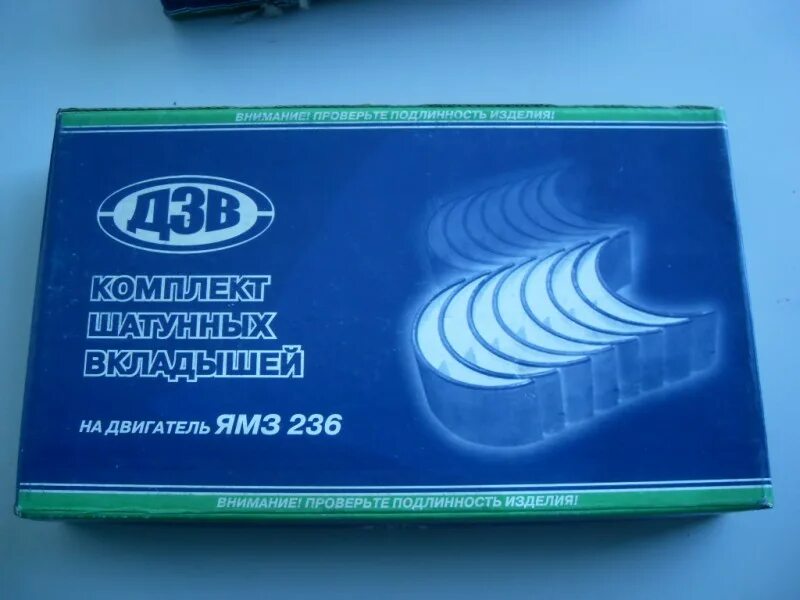 ВНИМАНИЕ! ПРОВЕРЬТЕ ПОДЛИННОСТЬ ИЗДЕЛИЯ!
ДЗВ
КОМПЛЕКТ
ШАТУННЫХ
ВКЛАДЫШЕЙ
НА ДВИГАТЕЛЬ ЯМЗ 236
ВНИМАНИЕ! ПРОВЕРЬТЕ ПОДЛИННОСТЬ ИЗДЕЛИЯ!